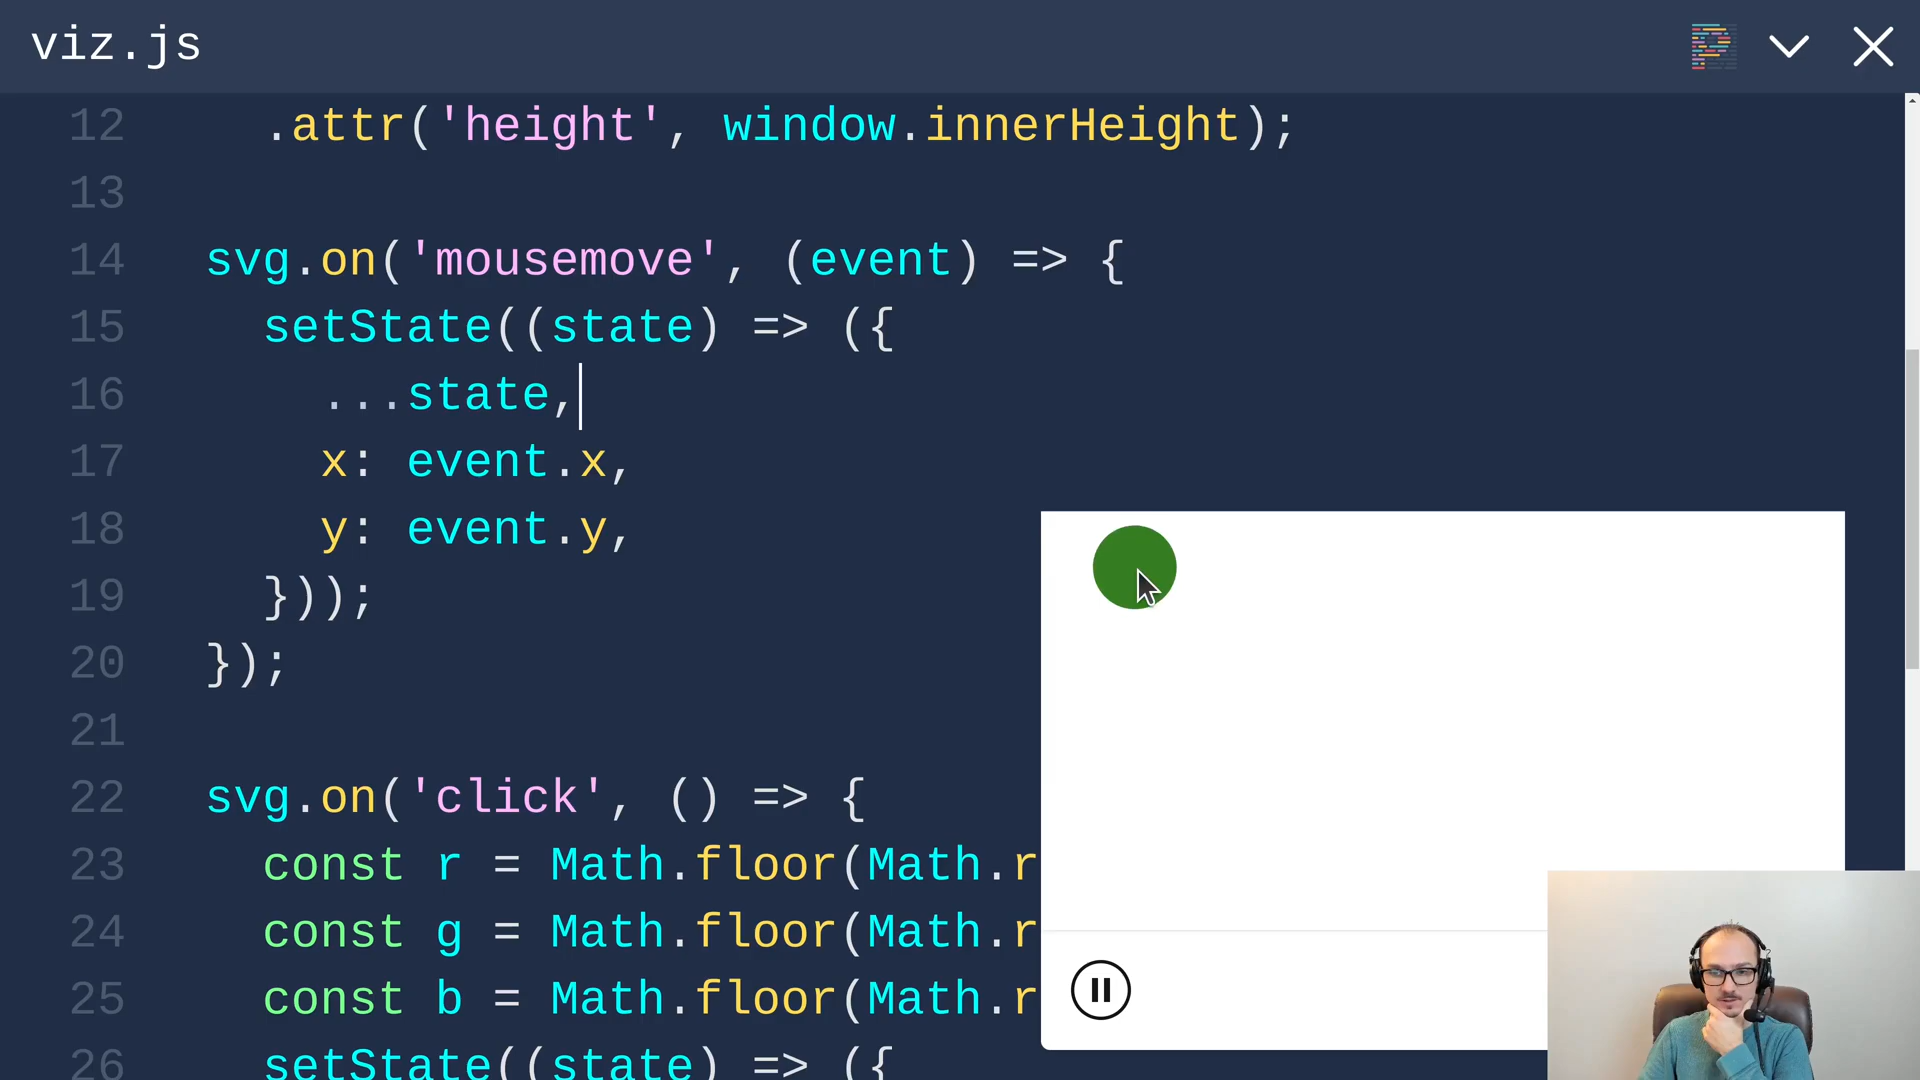 viz.js
12 .attr('height', window.innerHeight);
13
14 svg.on('mousemove', (event) => {
15 setState((state) => ({
16 ...state,
17 x: event.x,
18 y: event.y,
19 }));
20 });
21
22 svg.on('click', () => {
23 const r = Math.floor(Math.r
24 const g = Math.floor(Math.r
25 const b = Math.floor(Math.r
26 setState((state) => ({